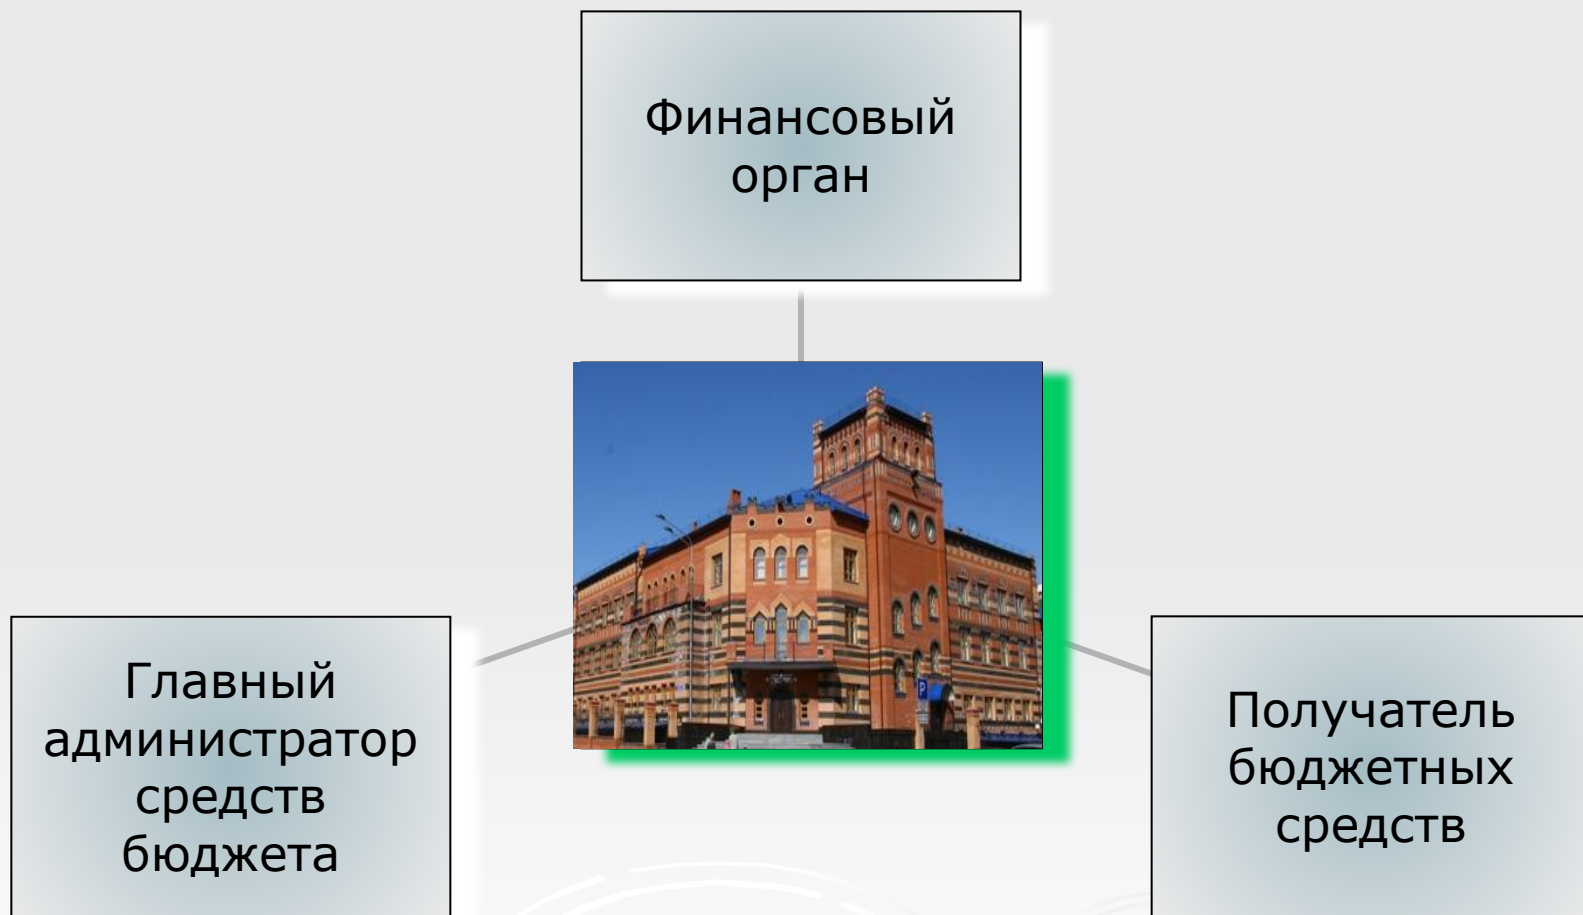 Финансовый
орган
Главный
администратор
средств
бюджета
Получатель
бюджетных
средств
P